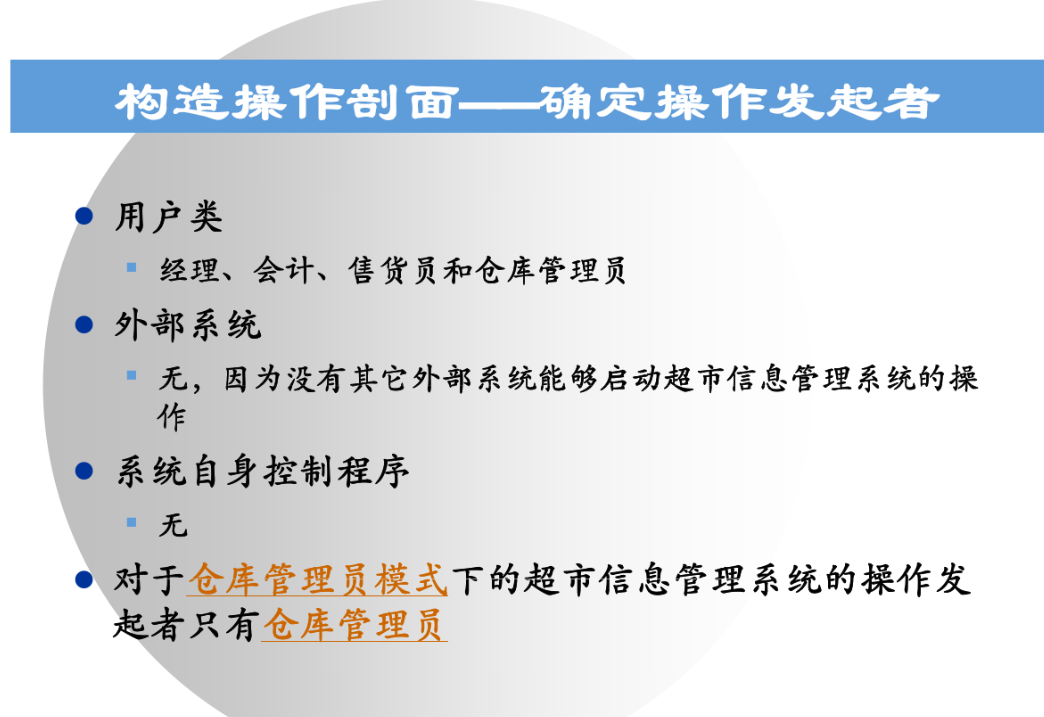 构造操作剖面——确定操作发起者
用户类
经理、会计、售货员和仓库管理员
外部系统
无，因为没有其它外部系统能够启动超市信息管理系统的操
作
系统自身控制程序
无
对于仓库管理员模式下的超市信息管理系统的操作发
起者只有仓库管理员